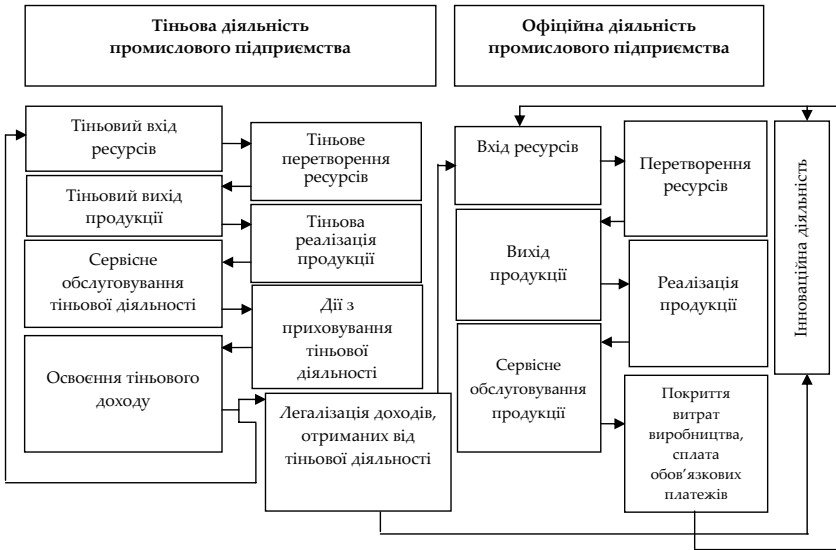 Тіньова діяльність
промислового підприємства
Офіційна діяльність
промислового підприємства
Тіньовий вхід
ресурсів
Тіньове
перетворення
ресурсів
Тіньовий вихід
продукції
Тіньова
реалізація
продукції
Сервісне
обслуговування
тіньової діяльності
Дії з
приховування
тіньової
діяльності
Освоєння тіньового
доходу
Легалізація доходів,
отриманих від
тіньової діяльності
Вхід ресурсів
Перетворення
ресурсів
Вихід
продукції
Реалізація
продукції
Сервісне
обслуговування
продукції
Покриття
витрат
виробництва,
сплата
обов’язкових
платежів
Інноваційна діяльність